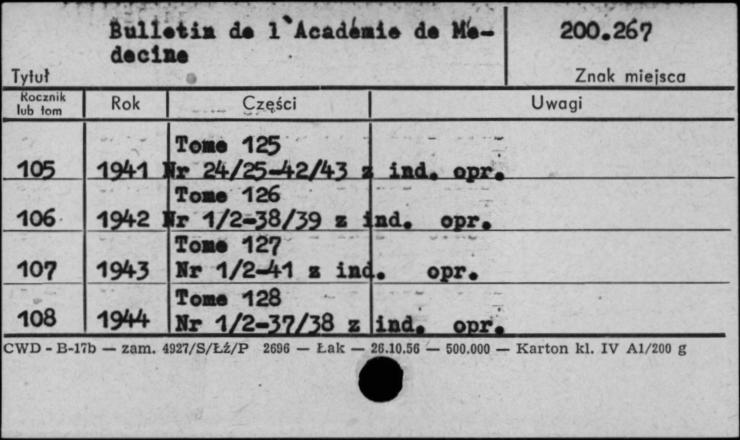 Bulletin de l`Académie de Mé-
decine
200.267
Tytuł
Znak miejsca
Rocznik lub tom | Rok | Części | Uwagi
Tome 125
105 1941 Nr 24/25-42/43 z ind. opr.
Tome 126
106 1942 Nr 1/2-38/39 z ind. opr.
Tome 127
107 1943 Nr 1/2-41 z ind. opr.
Tome 128
108 1944 Nr 1/2-37/38 z ind. opr.
CWD - B-17b — zam. 4927/S/Łź/P 2696 — Łak — 26.10.56 — 500.000 — Karton kl. IV A1/200 g